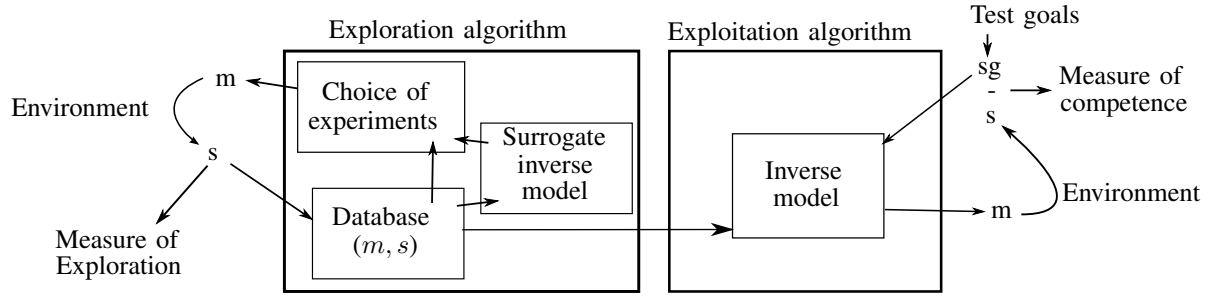 Exploration algorithm
m
Environment
s
Measure of
Exploration
Choice of
experiments
Surrogate
inverse
model
Database
(m, s)
Exploitation algorithm
Inverse
model
Test goals
sg
-
s
Measure of
competence
m
Environment